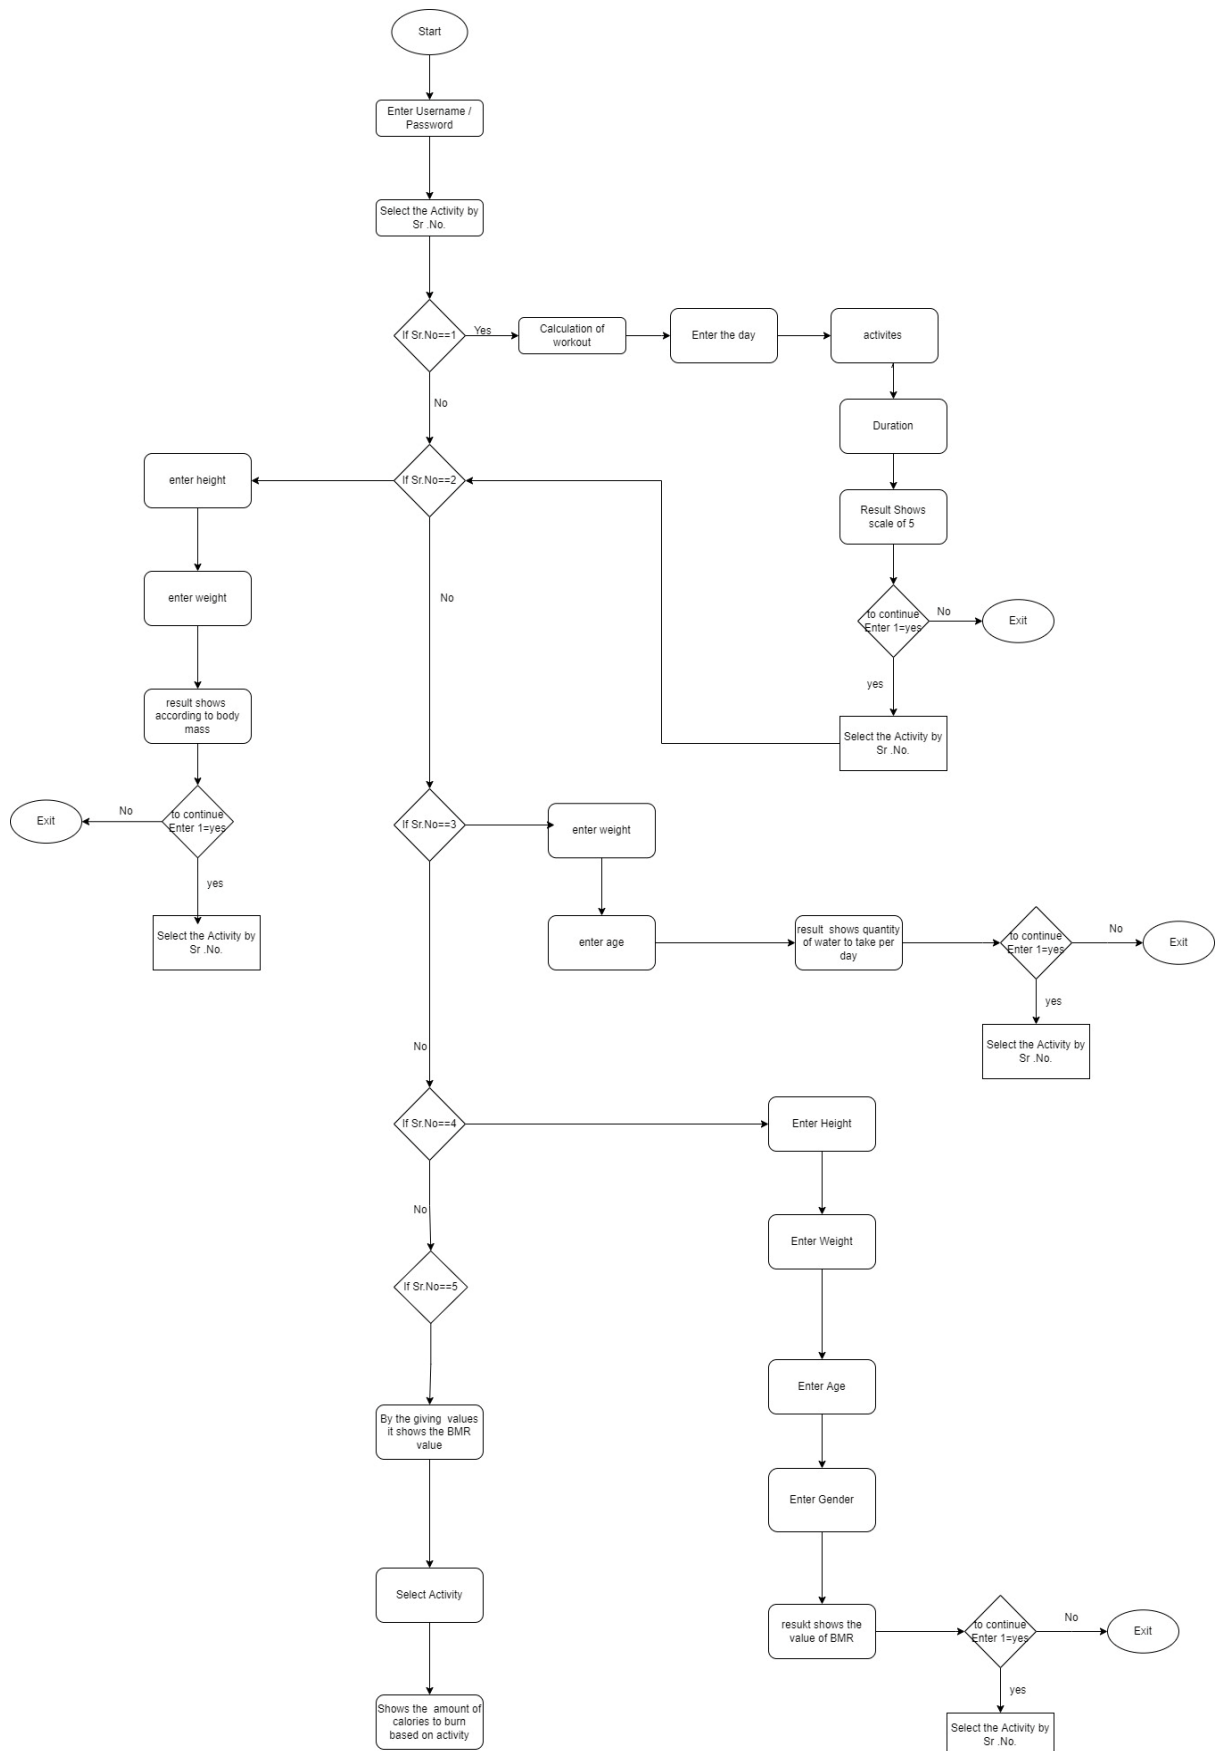 Start
Enter Username /
Password
Select the Activity by
Sr .No.
If Sr.No==1
Yes
Calculation of
workout
Enter the day
activites
No
Duration
enter height
If Sr.No==2
Result Shows
scale of 5
enter weight
No
to continue
Enter 1=yes
No
Exit
yes
result shows
according to body
mass
Select the Activity by
Sr .No.
Exit
No
to continue
Enter 1=yes
If Sr.No==3
enter weight
yes
Select the Activity by
Sr .No.
enter age
result shows quantity
of water to take per
day
to continue
Enter 1=yes
No
Exit
yes
Select the Activity by
Sr .No.
No
If Sr.No==4
Enter Height
No
Enter Weight
If Sr.No==5
Enter Age
By the giving values
it shows the BMR
value
Enter Gender
Select Activity
resukt shows the
value of BMR
to continue
Enter 1=yes
No
Exit
yes
Shows the amount of
calories to burn
based on activity
Select the Activity by
Sr .No.